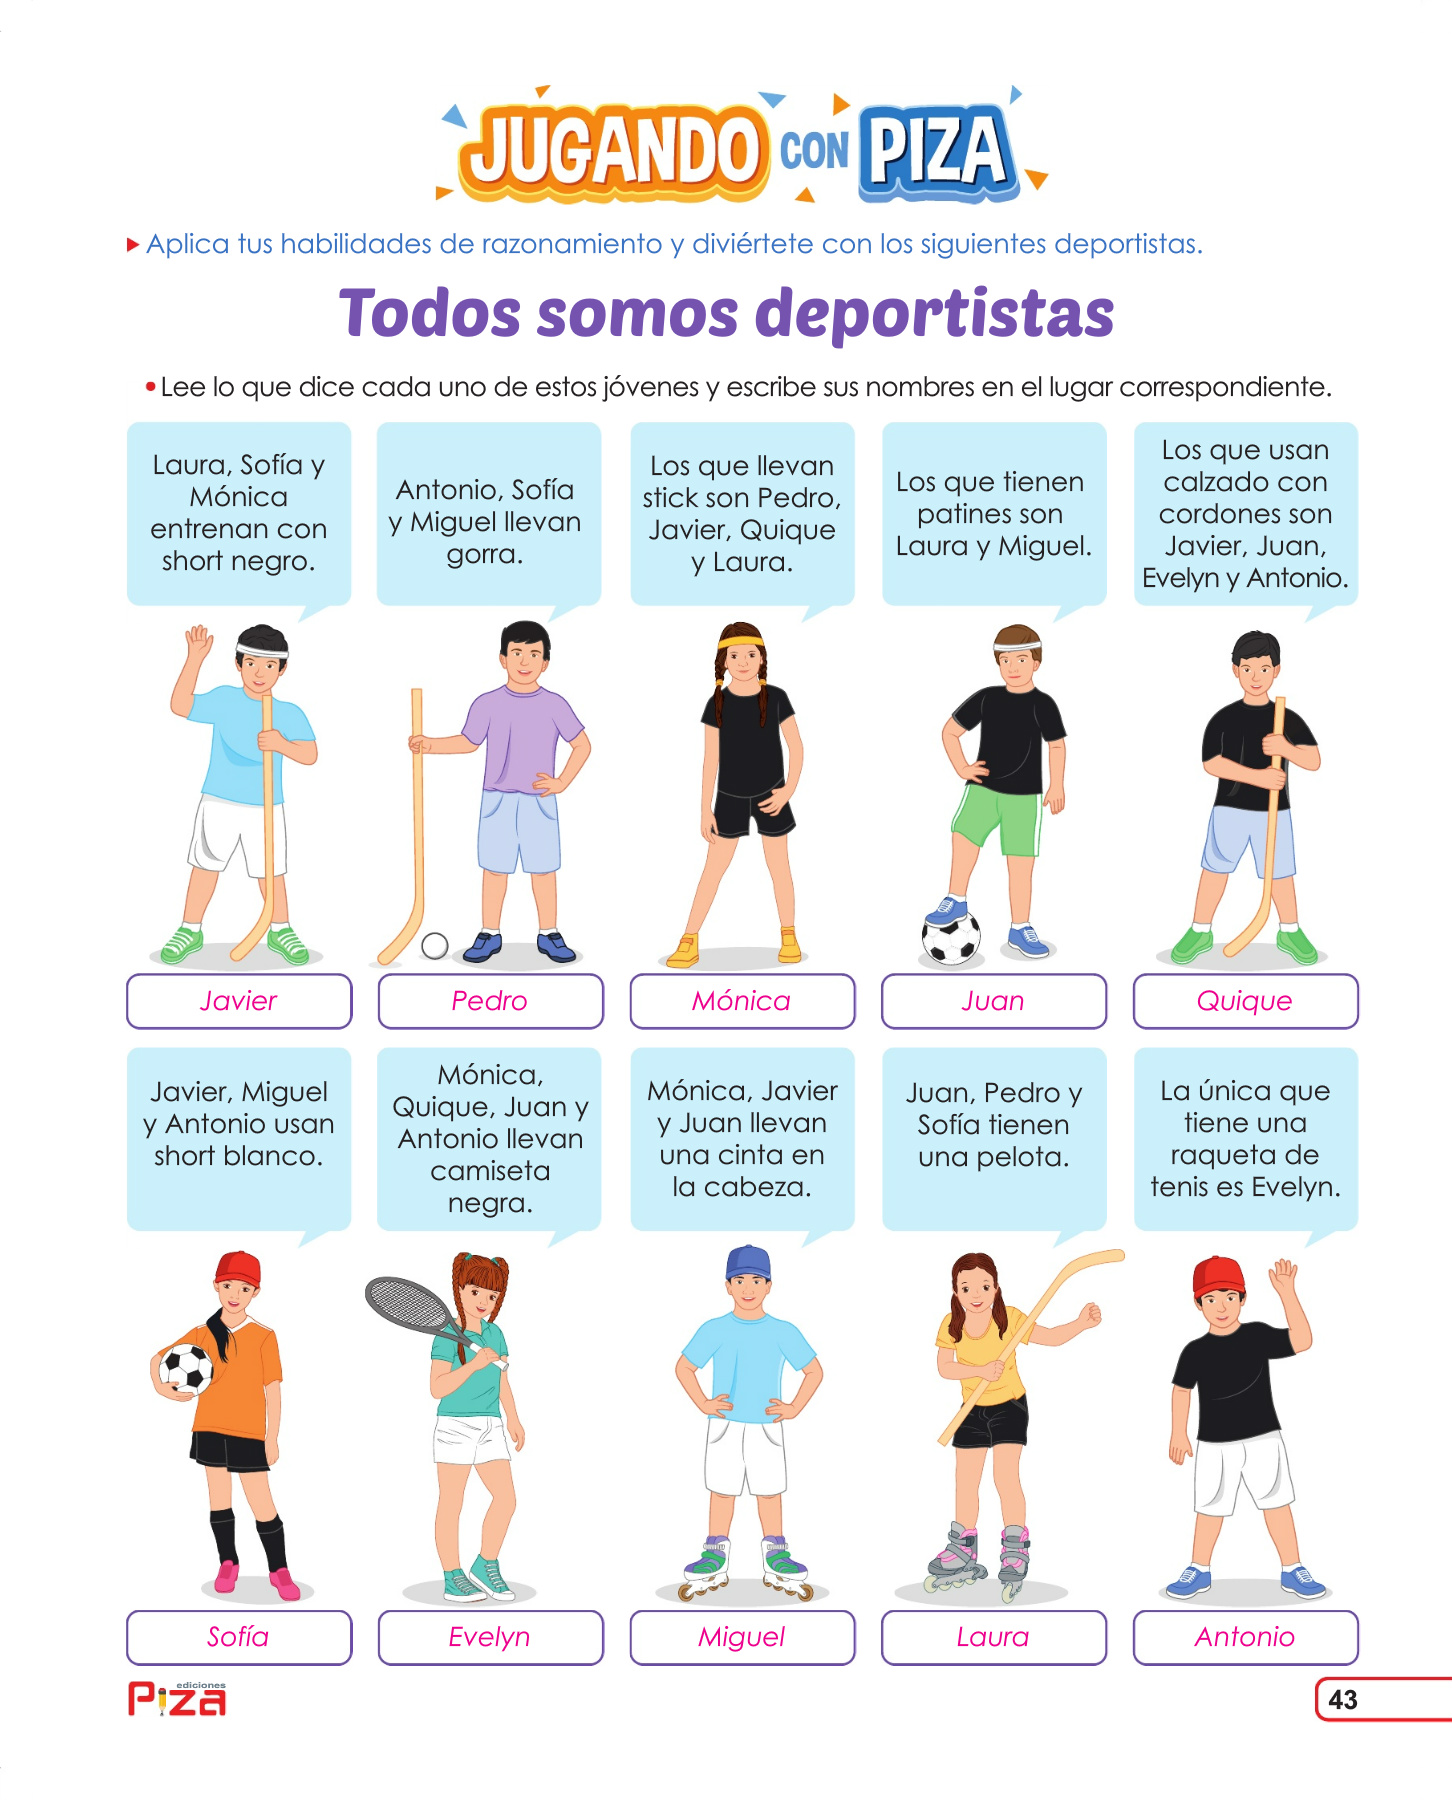 JUGANDO CON PIZA
Aplica tus habilidades de razonamiento y diviértete con los siguientes deportistas.
Todos somos deportistas
•Lee lo que dice cada uno de estos jóvenes y escribe sus nombres en el lugar correspondiente.
Laura, Sofía y
Mónica
entrenan con
short negro.
Antonio, Sofía
y Miguel llevan
gorra.
Los que llevan
stick son Pedro,
Javier, Quique
y Laura.
Los que tienen
patines son
Laura y Miguel.
Los que usan
calzado con
cordones son
Javier, Juan,
Evelyn y Antonio.
Javier
Pedro
Mónica
Juan
Quique
Javier, Miguel
y Antonio usan
short blanco.
Mónica,
Quique, Juan y
Antonio llevan
camiseta
negra.
Mónica, Javier
y Juan llevan
una cinta en
la cabeza.
Juan, Pedro y
Sofía tienen
una pelota.
La única que
tiene una
raqueta de
tenis es Evelyn.
Sofía
Evelyn
Miguel
Laura
Antonio
ediciones
Piza
43